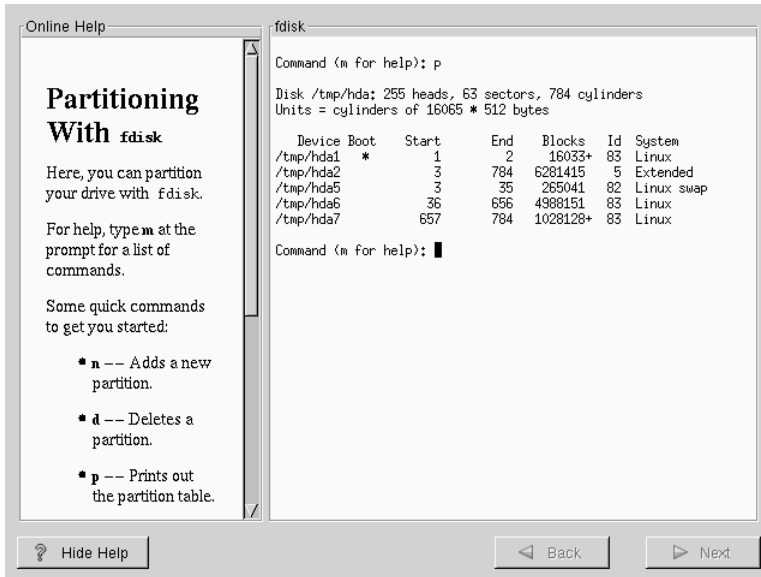 Online Help
Partitioning
With fdisk
Here, you can partition
your drive with fdisk.
For help, type m at the
prompt for a list of
commands.
Some quick commands
to get you started:
n -- Adds a new
partition.
d -- Deletes a
partition.
p -- Prints out
the partition table.
fdisk
Command (m for help): p
Disk /tmp/hda: 255 heads, 63 sectors, 784 cylinders
Units = cylinders of 16065 * 512 bytes
Device Boot Start End Blocks Id System
/tmp/hda1 * 1 2 16033+ 83 Linux
/tmp/hda2 3 784 6281415 5 Extended
/tmp/hda5 3 35 265041 82 Linux swap
/tmp/hda6 36 656 4988151 83 Linux
/tmp/hda7 657 784 1028128+ 83 Linux
Command (m for help):
? Hide Help
Back
Next